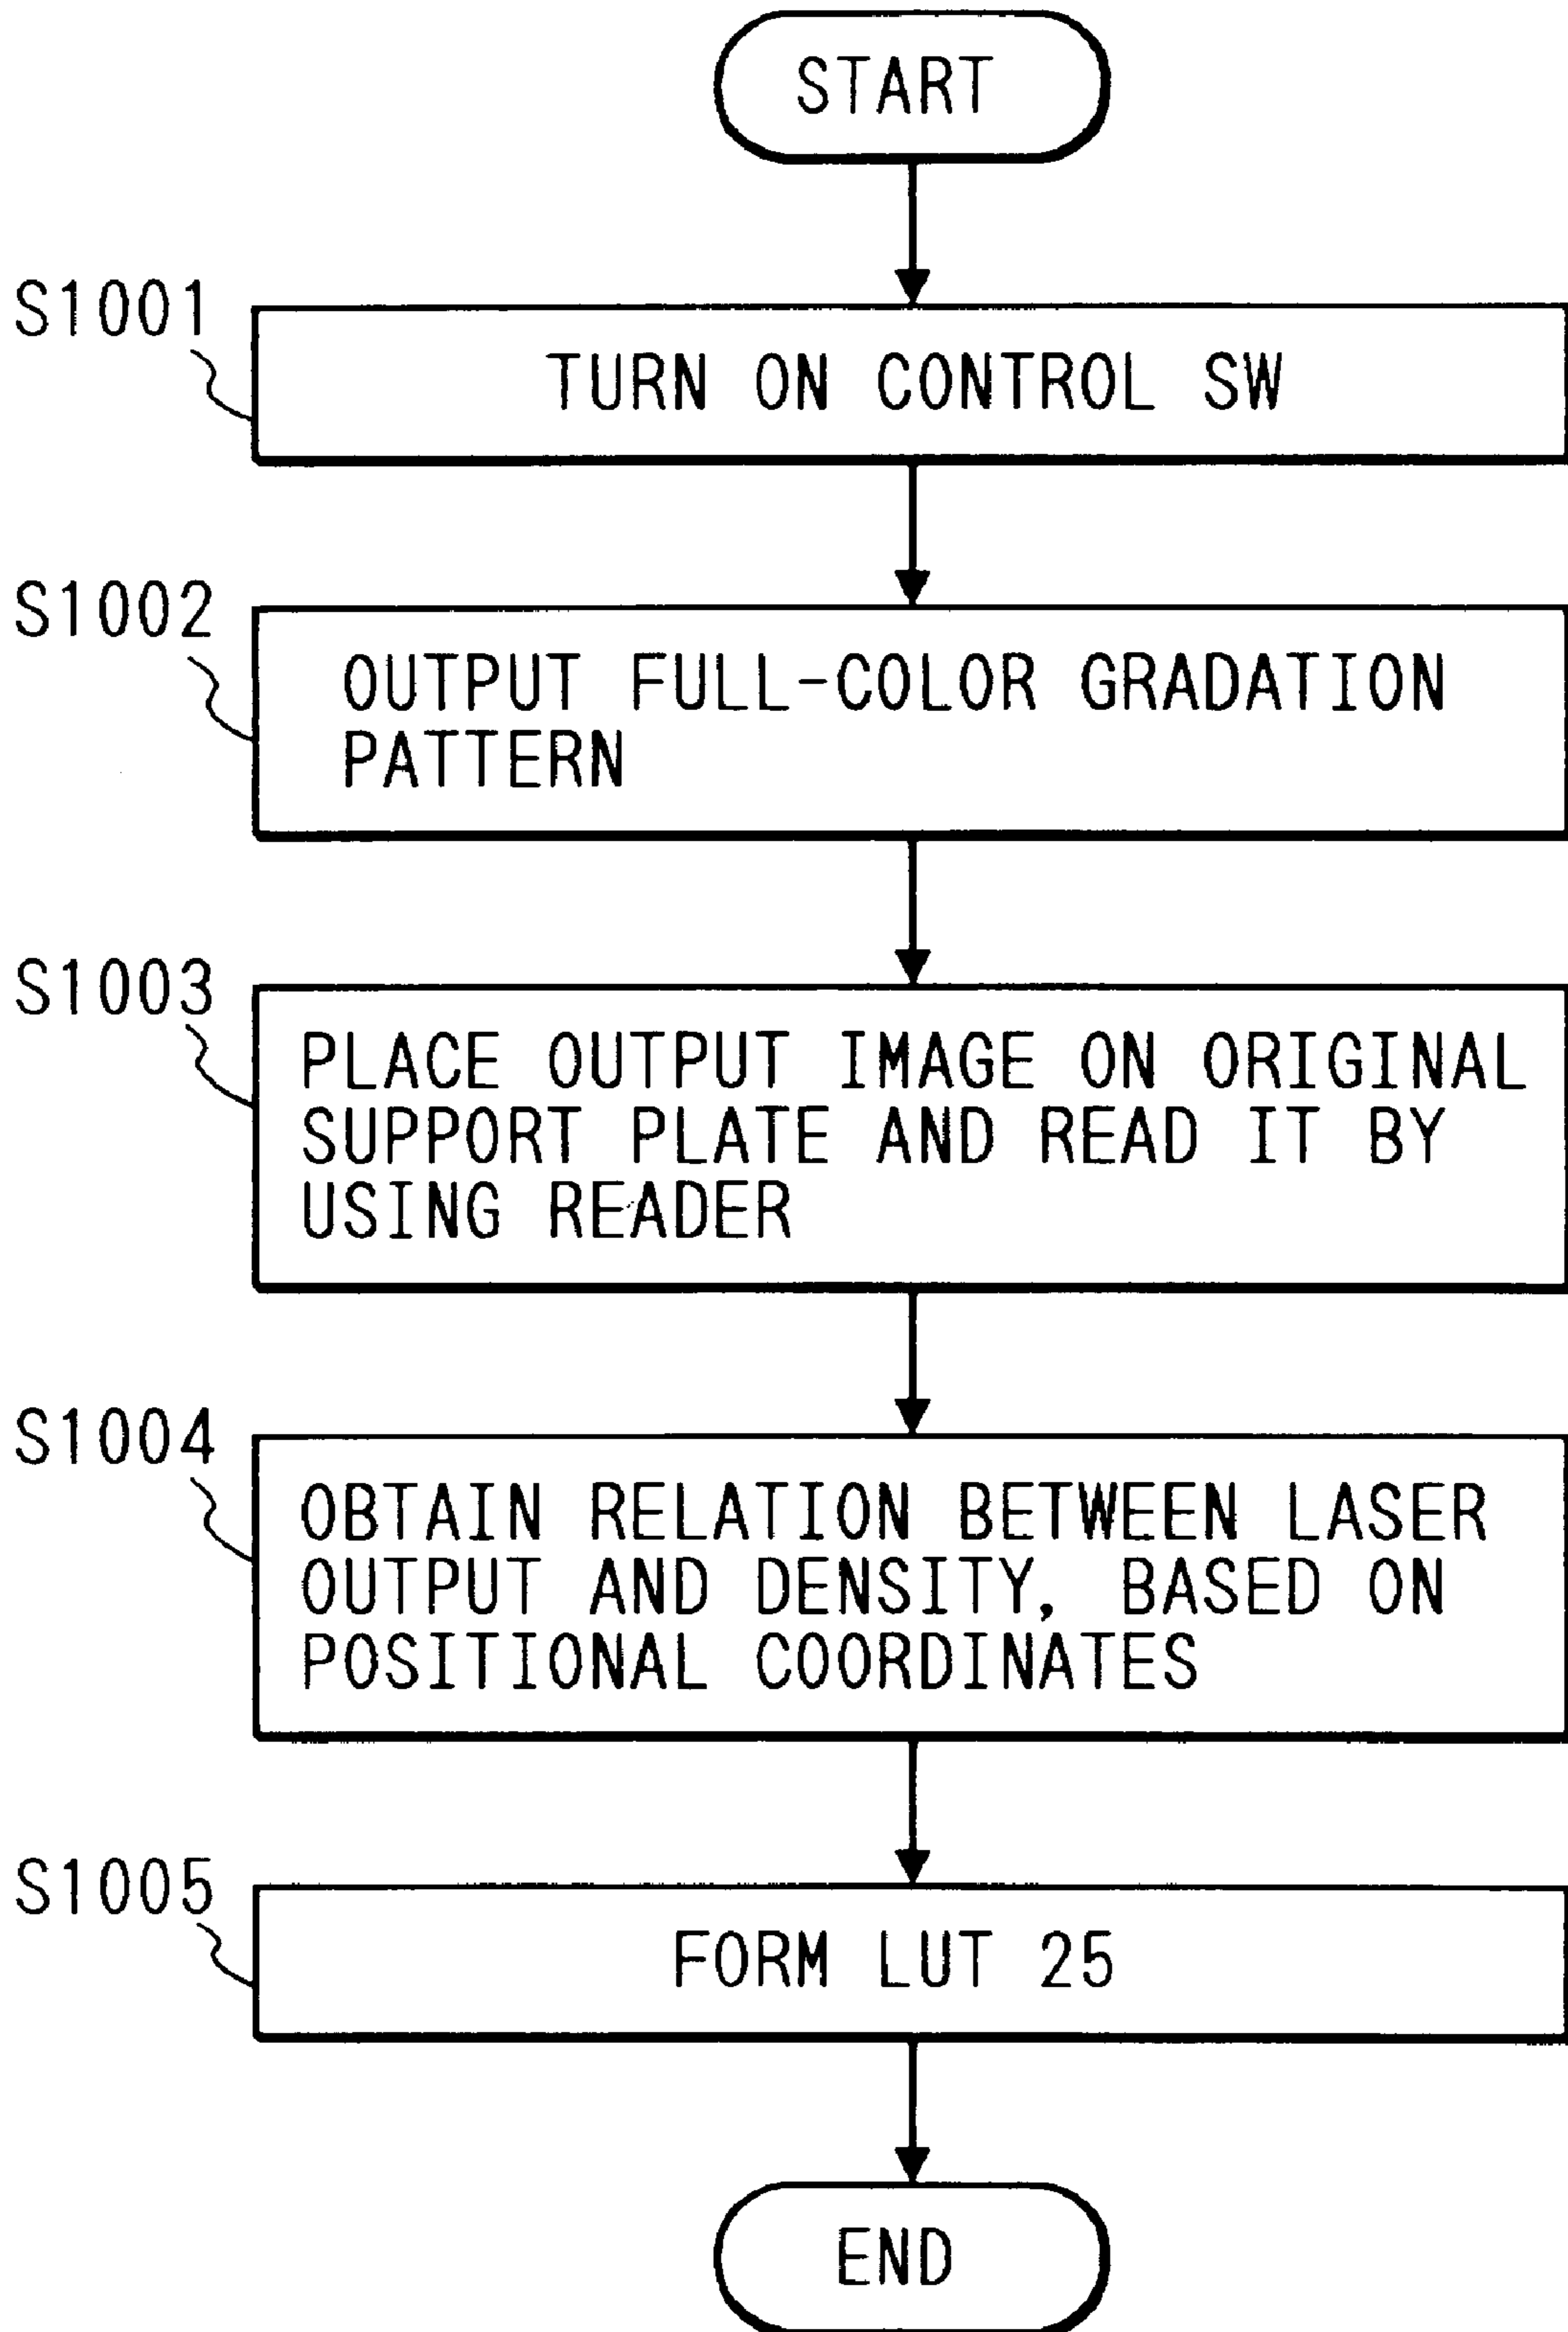 START
S1001
TURN ON CONTROL SW
S1002
OUTPUT FULL-COLOR GRADATION
PATTERN
S1003
PLACE OUTPUT IMAGE ON ORIGINAL
SUPPORT PLATE AND READ IT BY
USING READER
S1004
OBTAIN RELATION BETWEEN LASER
OUTPUT AND DENSITY, BASED ON
POSITIONAL COORDINATES
S1005
FORM LUT 25
END